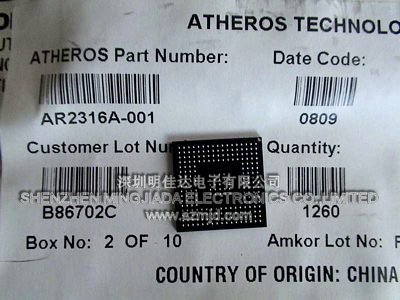 ATHEROS TECHNOLO
ATHEROS Part Number:
Date Code:
AR2316A-001
0809
Customer Lot Nu
Quantity:
深圳明佳达电子有限公司
SHENZHEN MINGJIADA ELECTRONICS CO.,LIMITED
B86702C
www.szmjd.com
1260
Box No: 2 OF 10
Amkor Lot No:
COUNTRY OF ORIGIN: CHINA